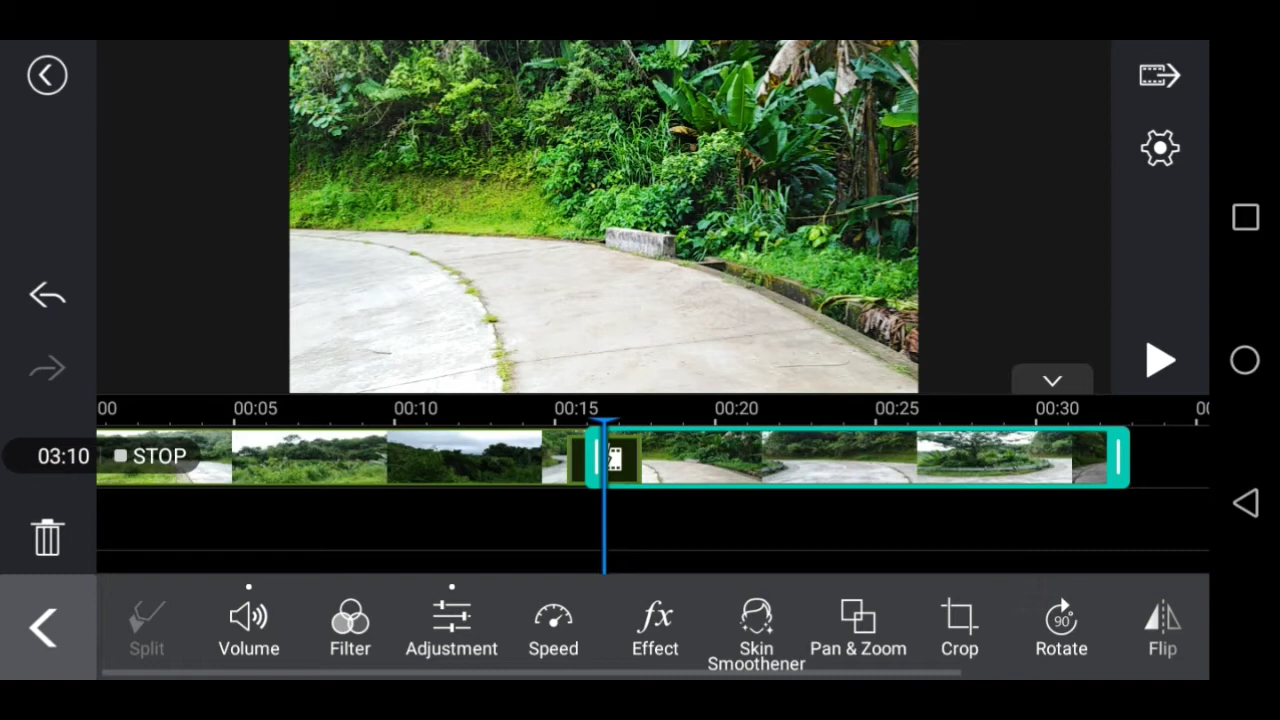 00 00:05 00:10 00:15 00:20 00:25 00:30
03:10 STOP
90°
Split Volume Filter Adjustment Speed fx Effect Skin Smoothener Pan & Zoom Crop Rotate Flip